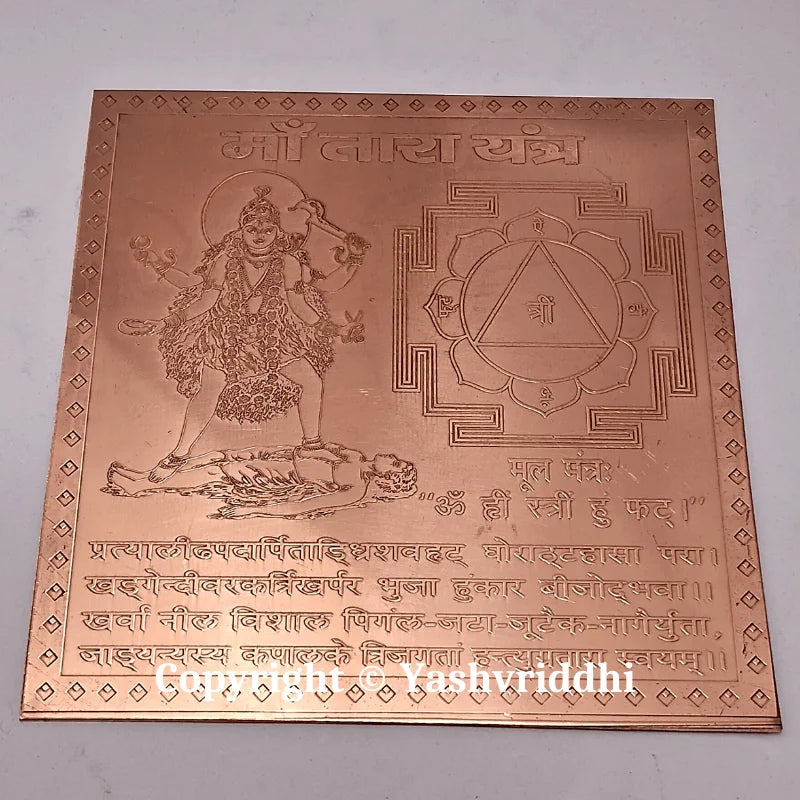 माँ तारा यंत्र
ऐं
त्रीं
फट्
हूं
मूल मंत्रः
“ॐ ह्रीं स्त्रीं हुं फट्।”
प्रत्यालीढपदार्पिताङ्घ्रिशवहृट् घोराठ्टहासा परा।
खड्गेन्दीवरकर्त्रिखर्पर भुजा हुंकार बीजोद्भवा।।
खर्वा नील विशाल पिगंल-जटा-जूटैक-नागैर्युता,
जाड्यन्यस्य कपालके त्रिजगतां हन्त्युग्रतारा स्वयम्।।
Copyright © Yashvriddhi